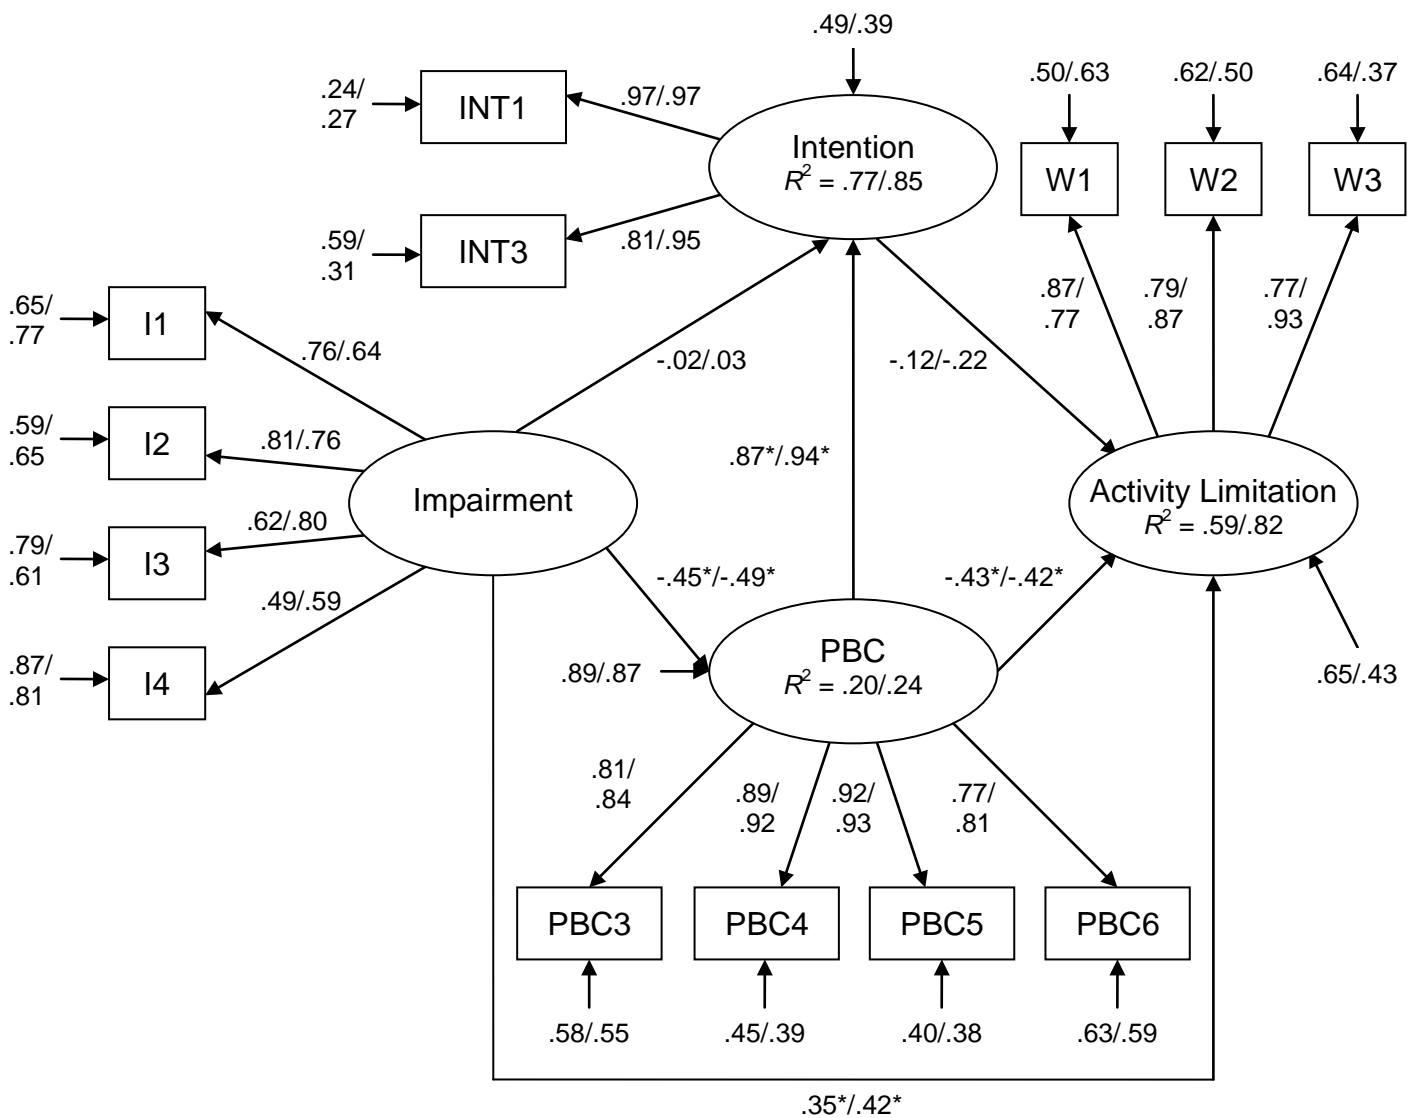 .49/.39
.50/.63
.62/.50
.64/.37
.24/
.27
INT1
.97/.97
Intention
R² = .77/.85
W1
W2
W3
.59/
.31
INT3
.81/.95
.65/
.77
I1
.76/.64
-.02/.03
-.12/-.22
.87/
.77
.79/
.87
.77/
.93
.59/
.65
I2
.81/.76
.87*/.94*
Impairment
Activity Limitation
R² = .59/.82
.79/
.61
I3
.62/.80
-.45*/-.49*
-.43*/-.42*
.49/.59
.87/
.81
I4
.89/.87
PBC
R² = .20/.24
.65/.43
.81/
.84
.89/
.92
.92/
.93
.77/
.81
PBC3
PBC4
PBC5
PBC6
.58/.55
.45/.39
.40/.38
.63/.59
.35*/.42*